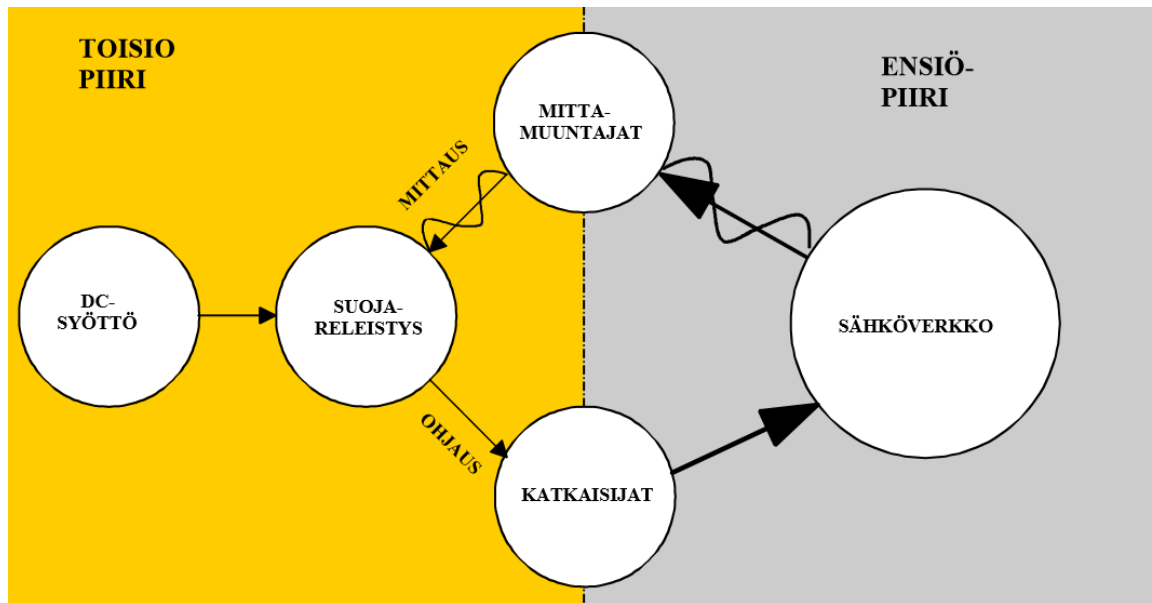 TOISIO
PIIRI
ENSIÖ-
PIIRI
MITTA-
MUUNTAJAT
MITTAUS
DC-
SYÖTTÖ
SUOJA-
RELEISTYS
SÄHKÖVERKKO
OHJAUS
KATKAISIJAT